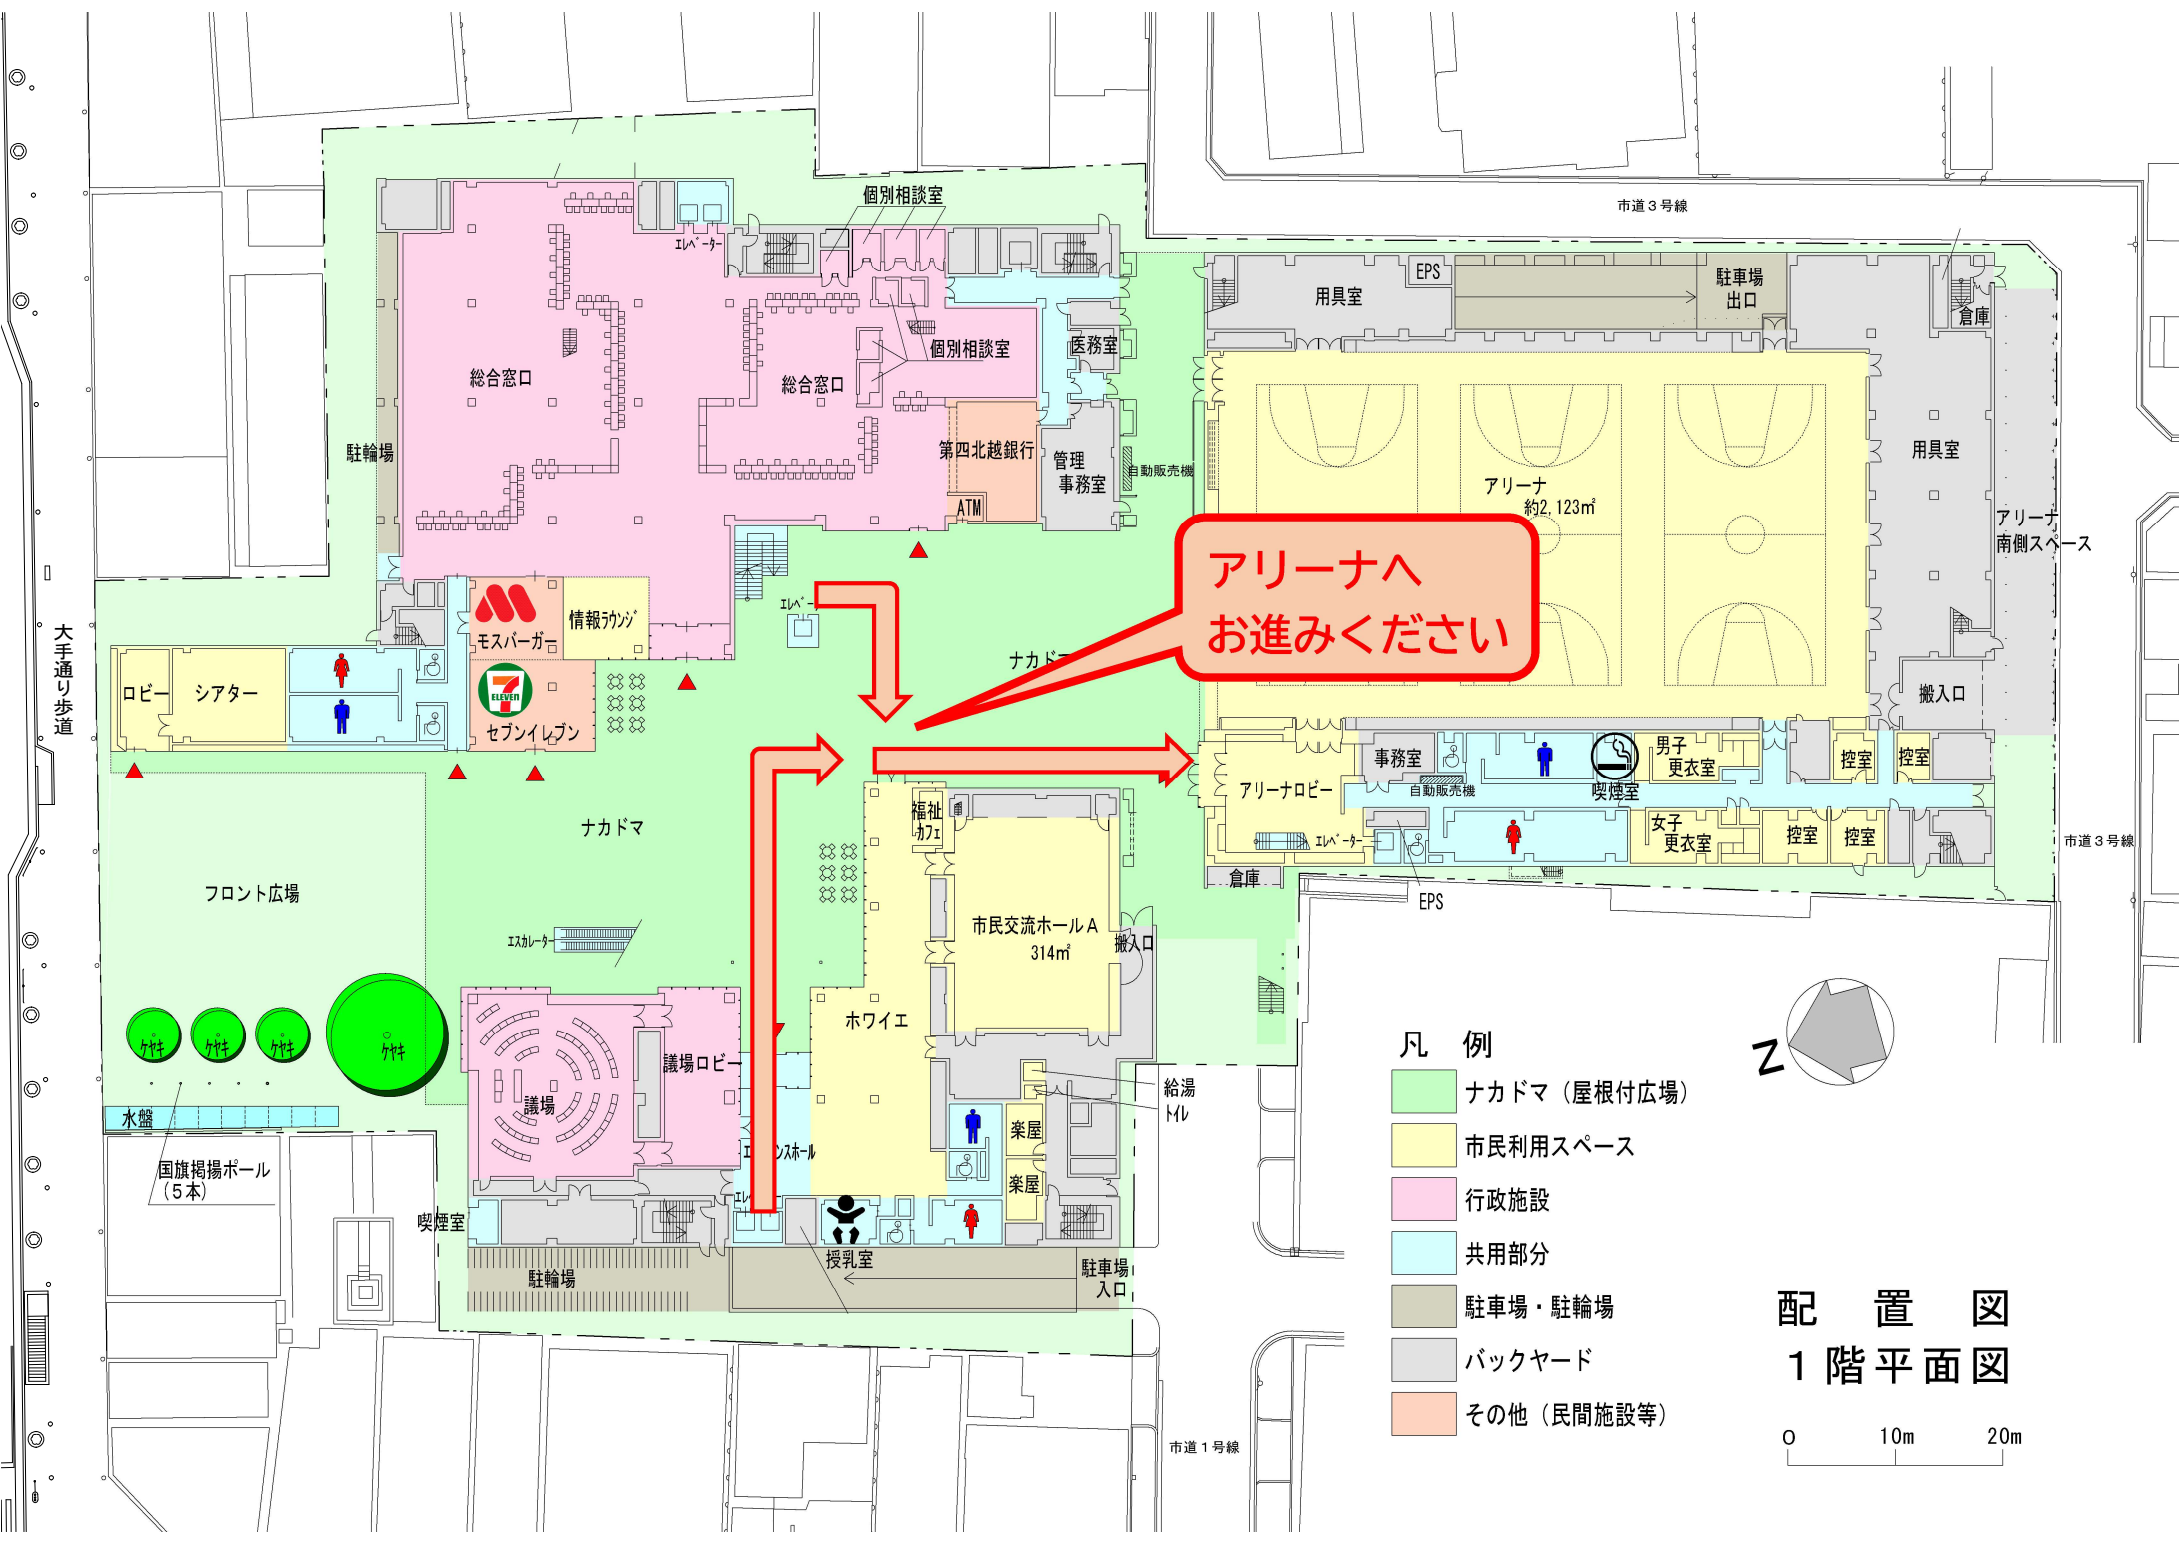 市道３号線
個別相談室
エレベーター
EPS
駐車場
出口
用具室
倉庫
医務室
個別相談室
総合窓口
総合窓口
駐輪場
第四北越銀行
ATM
管理
事務室
自動販売機
アリーナ
約2,123㎡
用具室
アリーナ
南側スペース
アリーナへ
お進みください
大手通り歩道
モスバーガー
情報ラウンジ
ロビー
シアター
7
ELEVEN
セブンイレブン
搬入口
事務室
男子
更衣室
控室
控室
自動販売機
喫煙室
アリーナロビー
福祉
カフェ
ナカドマ
女子
更衣室
控室
控室
エレベーター
市道３号線
倉庫
EPS
フロント広場
エスカレーター
市民交流ホールＡ
314㎡
搬入口
ホワイエ
ケヤキ
ケヤキ
ケヤキ
ケヤキ
議場ロビー
議場
水盤
給湯
トイレ
楽屋
楽屋
国旗掲揚ポール
（５本）
喫煙室
授乳室
駐輪場
駐車場
入口
市道１号線
N
凡　例
ナカドマ（屋根付広場）
市民利用スペース
行政施設
共用部分
駐車場・駐輪場
バックヤード
その他（民間施設等）
配　置　図
１階平面図
0　10m　20m